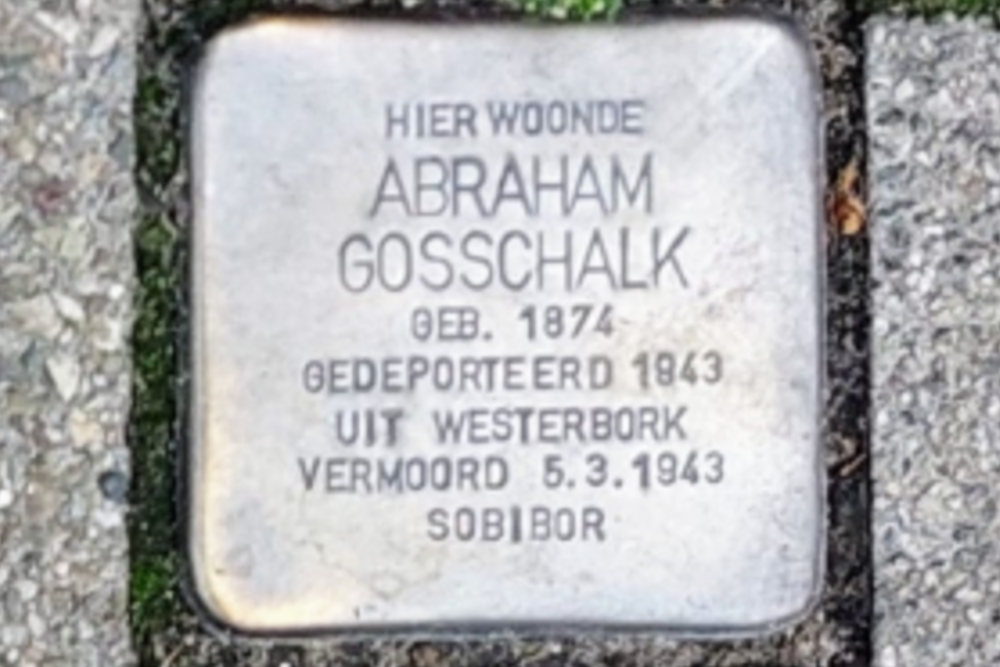 HIER WOONDE
ABRAHAM
GOSSCHALK
GEB. 1874
GEDEPORTEERD 1943
UIT WESTERBORK
VERMOORD 5.3.1943
SOBIBOR